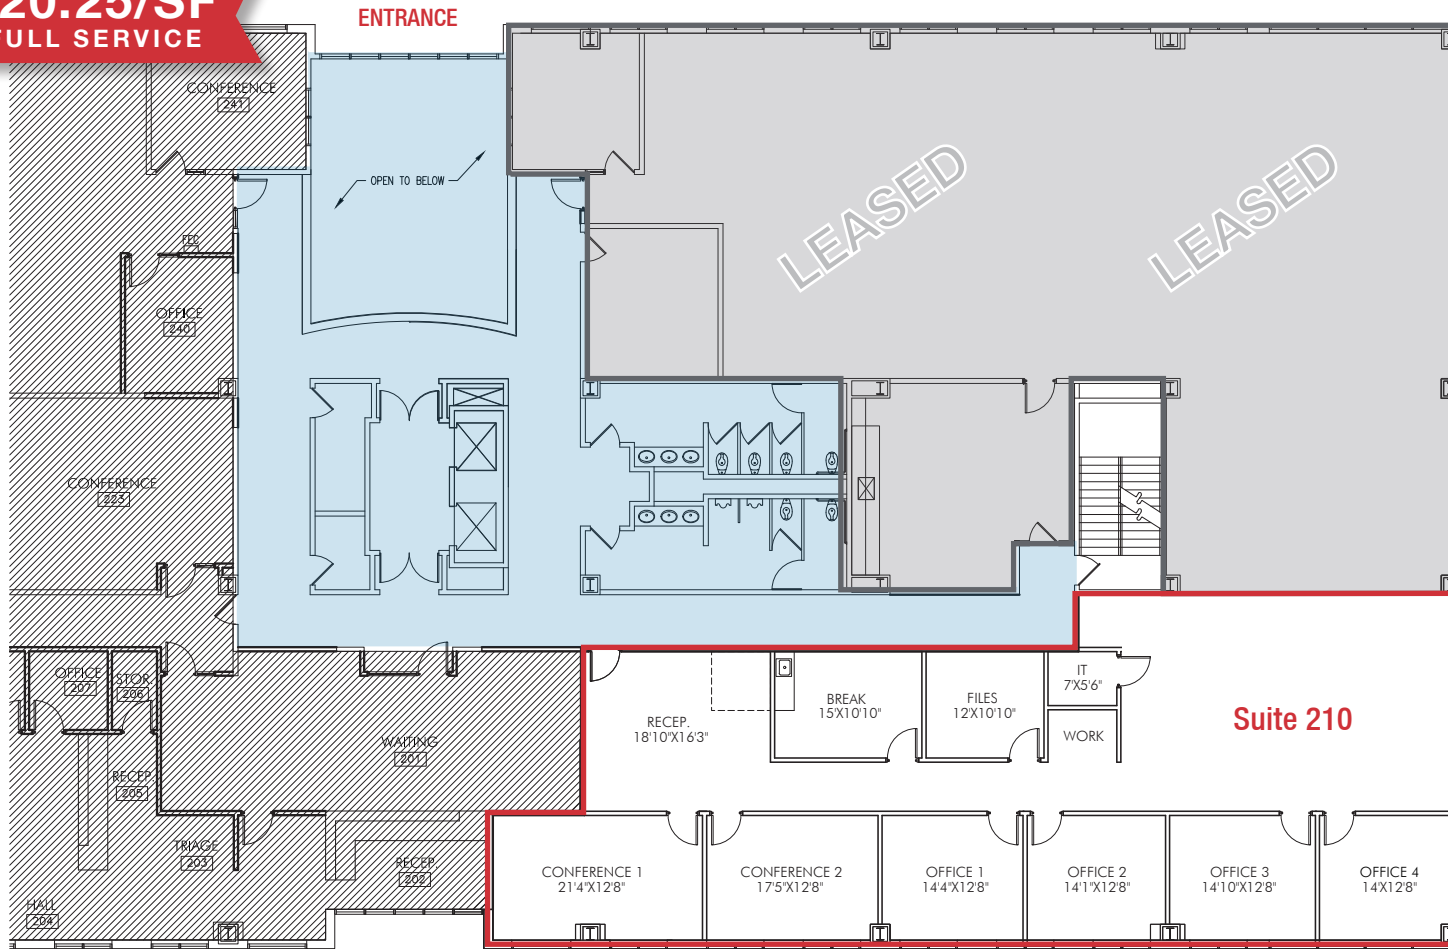 20.25/SF
FULL SERVICE
ENTRANCE
CONFERENCE
241
OPEN TO BELOW
LEASED
LEASED
FEC
OFFICE
240
CONFERENCE
223
OFFICE
207
STOR.
206
WAITING
201
RECEP.
205
TRIAGE
203
RECEP.
202
HALL
204
RECEP.
18'10"X16'3"
BREAK
15'X10'10"
FILES
12'X10'10"
IT
7'X5'6"
WORK
Suite 210
CONFERENCE 1
21'4"X12'8"
CONFERENCE 2
17'5"X12'8"
OFFICE 1
14'4"X12'8"
OFFICE 2
14'1"X12'8"
OFFICE 3
14'10"X12'8"
OFFICE 4
14'X12'8"